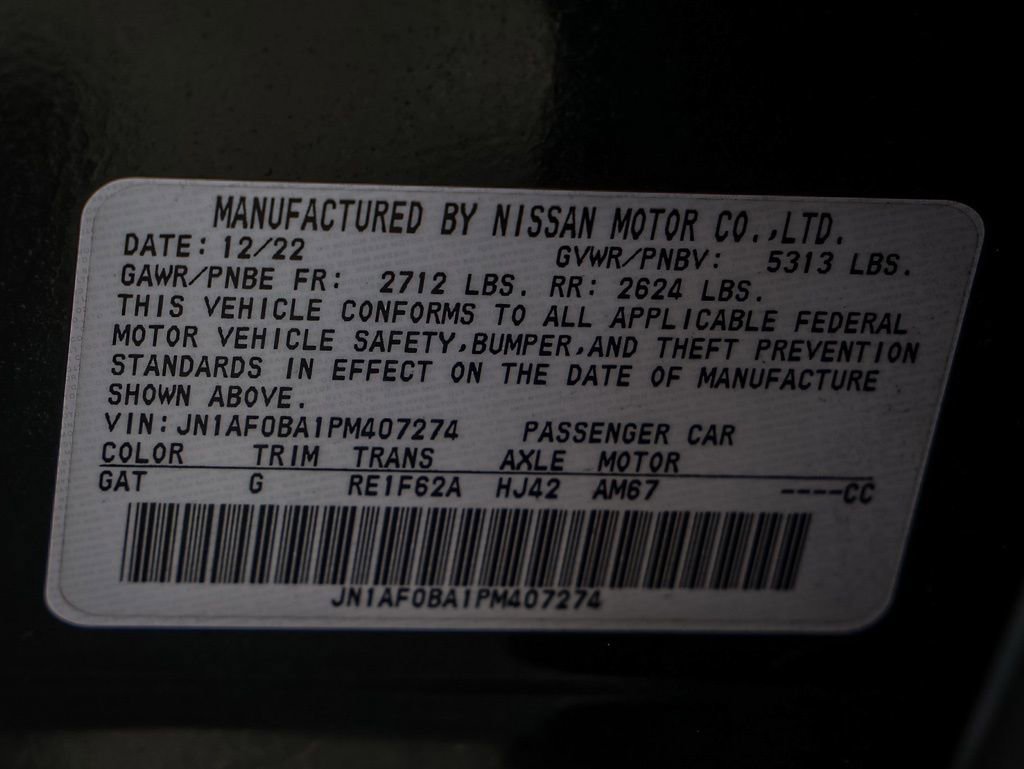 MANUFACTURED BY NISSAN MOTOR CO.,LTD.
DATE: 12/22 GVWR/PNBV: 5313 LBS.
GAWR/PNBE FR: 2712 LBS. RR: 2624 LBS.
THIS VEHICLE CONFORMS TO ALL APPLICABLE FEDERAL
MOTOR VEHICLE SAFETY,BUMPER,AND THEFT PREVENTION
STANDARDS IN EFFECT ON THE DATE OF MANUFACTURE
SHOWN ABOVE.
VIN:JN1AF0BA1PM407274 PASSENGER CAR
COLOR TRIM TRANS AXLE MOTOR
GAT G RE1F62A HJ42 AM67 ----CC
JN1AF0BA1PM407274